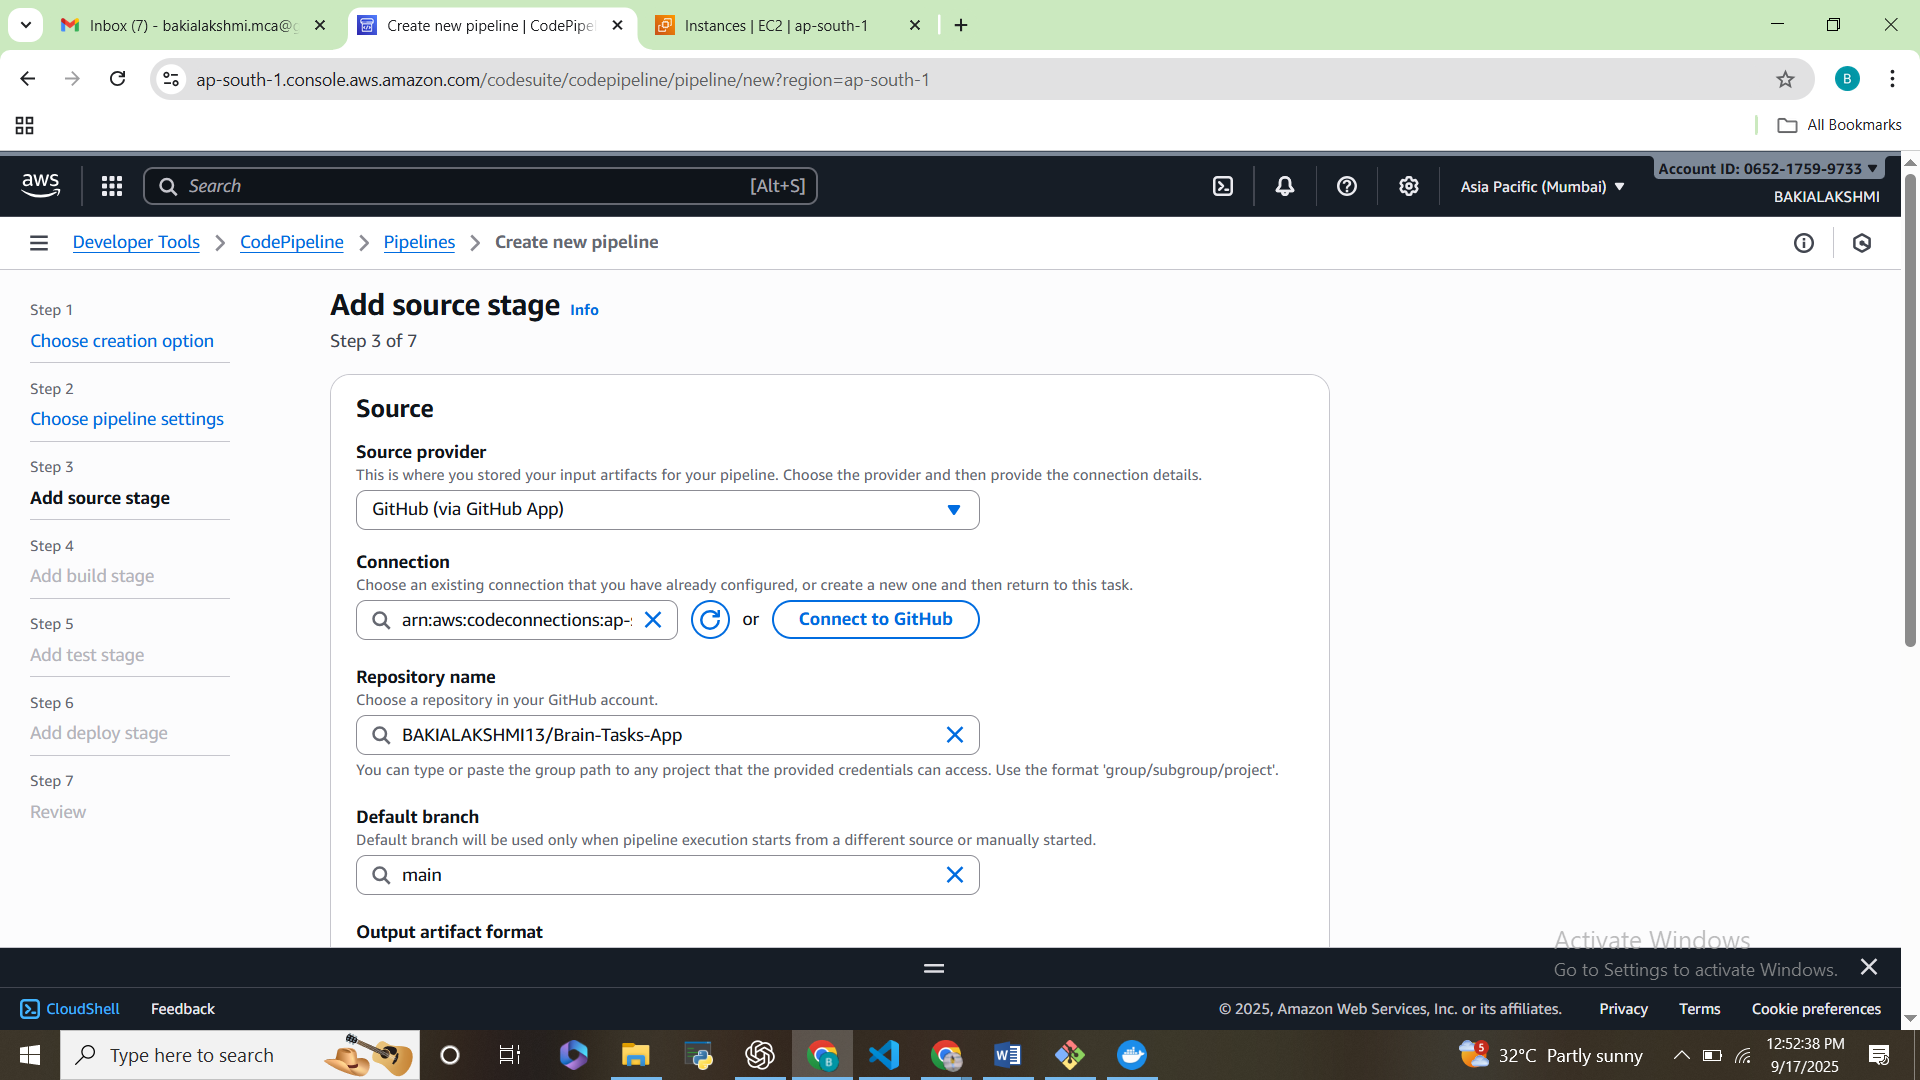 Inbox (7) - bakialakshmi.mca@g
Create new pipeline | CodePipel
Instances | EC2 | ap-south-1
ap-south-1.console.aws.amazon.com/codesuite/codepipeline/pipeline/new?region=ap-south-1
B
All Bookmarks
aws
Search
[Alt+S]
Asia Pacific (Mumbai)
Account ID: 0652-1759-9733
BAKIALAKSHMI
Developer Tools
CodePipeline
Pipelines
Create new pipeline
Step 1
Choose creation option
Step 2
Choose pipeline settings
Step 3
Add source stage
Step 4
Add build stage
Step 5
Add test stage
Step 6
Add deploy stage
Step 7
Review
Add source stage Info
Step 3 of 7
Source
Source provider
This is where you stored your input artifacts for your pipeline. Choose the provider and then provide the connection details.
GitHub (via GitHub App)
Connection
Choose an existing connection that you have already configured, or create a new one and then return to this task.
arn:aws:codeconnections:ap-s
or
Connect to GitHub
Repository name
Choose a repository in your GitHub account.
BAKIALAKSHMI13/Brain-Tasks-App
You can type or paste the group path to any project that the provided credentials can access. Use the format 'group/subgroup/project'.
Default branch
Default branch will be used only when pipeline execution starts from a different source or manually started.
main
Output artifact format
Activate Windows
Go to Settings to activate Windows.
CloudShell
Feedback
© 2025, Amazon Web Services, Inc. or its affiliates.
Privacy
Terms
Cookie preferences
Type here to search
B
5
32°C Partly sunny
12:52:38 PM
9/17/2025